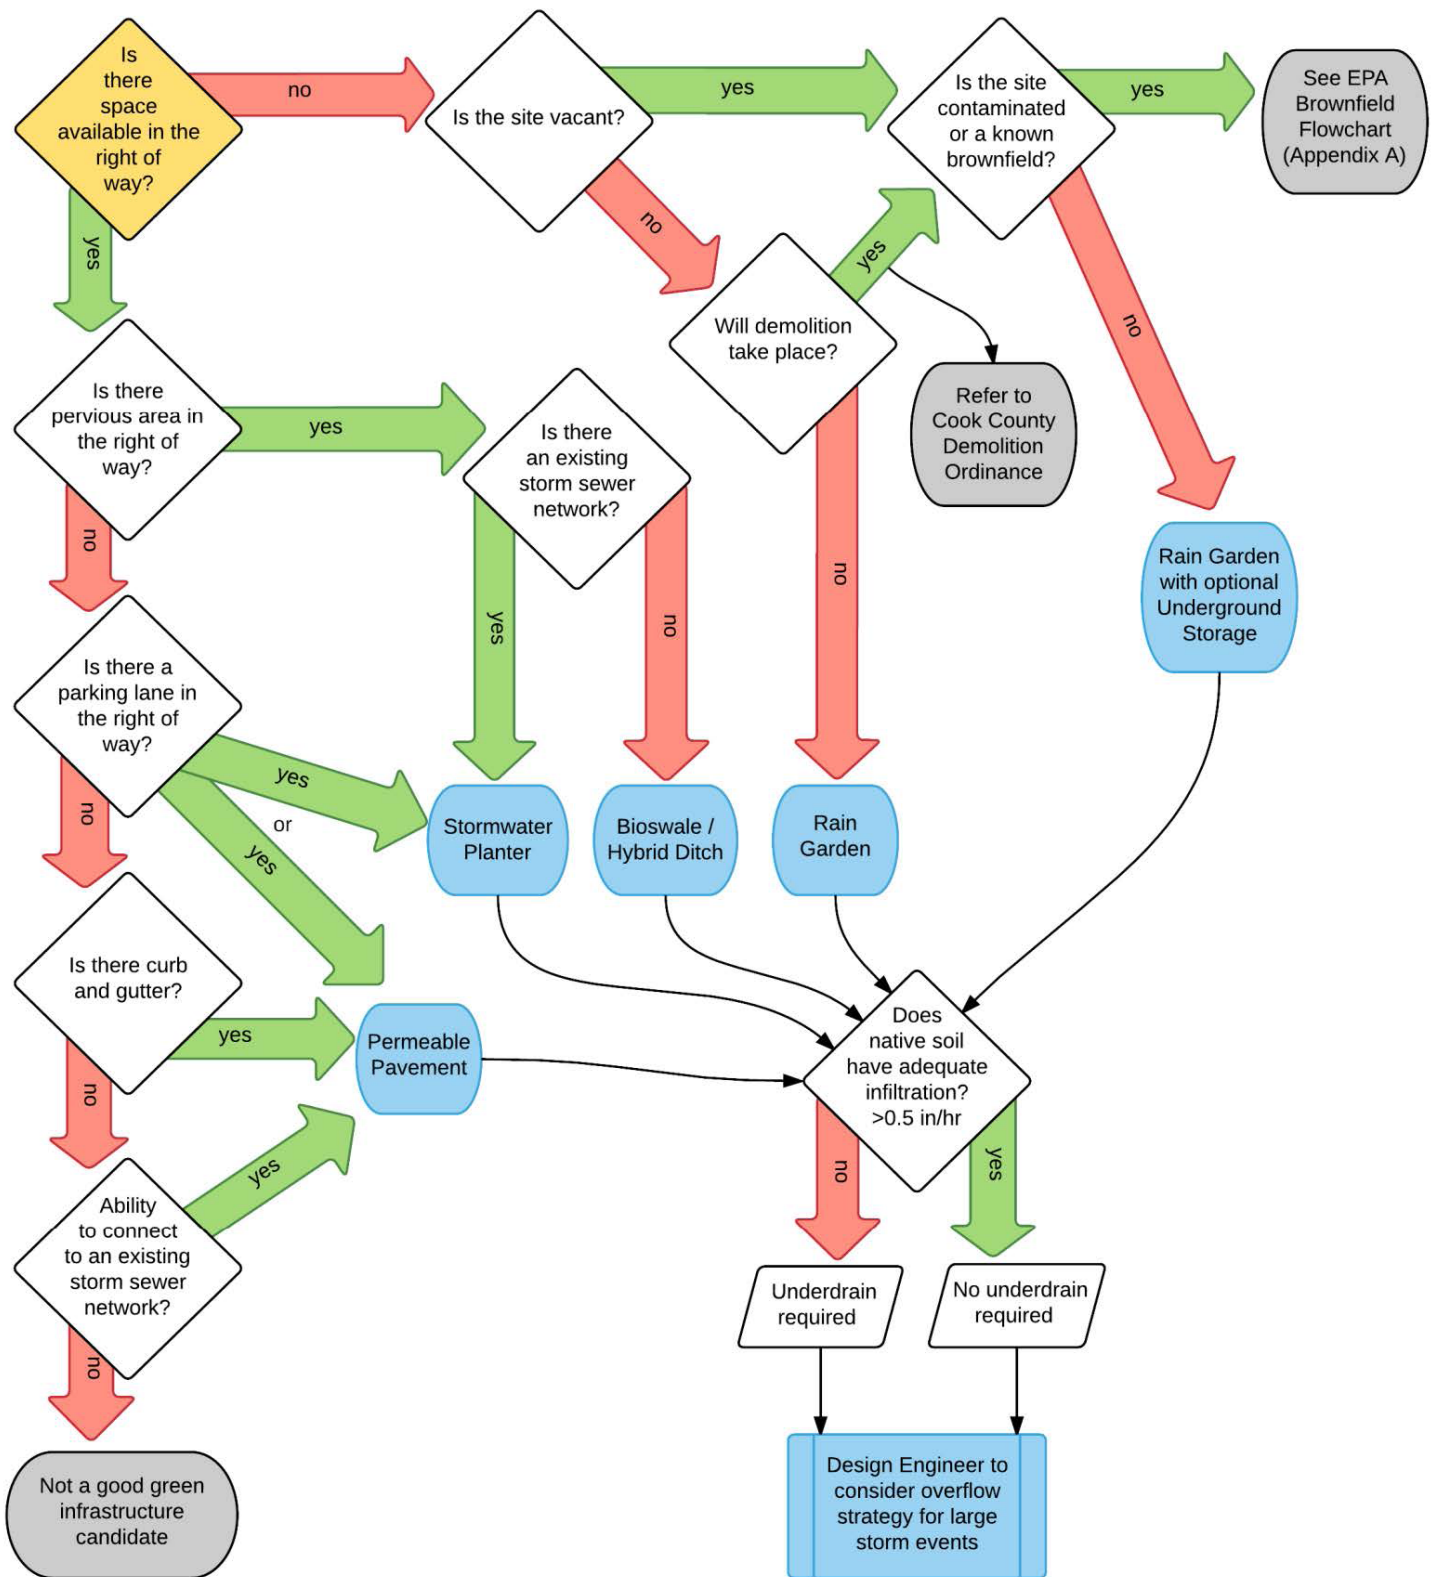 Is
there
space
available in the
right of
way?
no
Is the site vacant?
yes
Is the site
contaminated
or a known
brownfield?
yes
See EPA
Brownfield
Flowchart
(Appendix A)
yes
no
yes
no
Will demolition
take place?
Refer to
Cook County
Demolition
Ordinance
Is there
pervious area in
the right of
way?
yes
Is there
an existing
storm sewer
network?
no
yes
no
no
Rain Garden
with optional
Underground
Storage
Is there a
parking lane in
the right of
way?
yes
or
yes
no
Stormwater
Planter
Bioswale /
Hybrid Ditch
Rain
Garden
Is there curb
and gutter?
yes
no
Permeable
Pavement
Does
native soil
have adequate
infiltration?
>0.5 in/hr
no
yes
Ability
to connect
to an existing
storm sewer
network?
yes
no
Underdrain
required
No underdrain
required
Not a good green
infrastructure
candidate
Design Engineer to
consider overflow
strategy for large
storm events